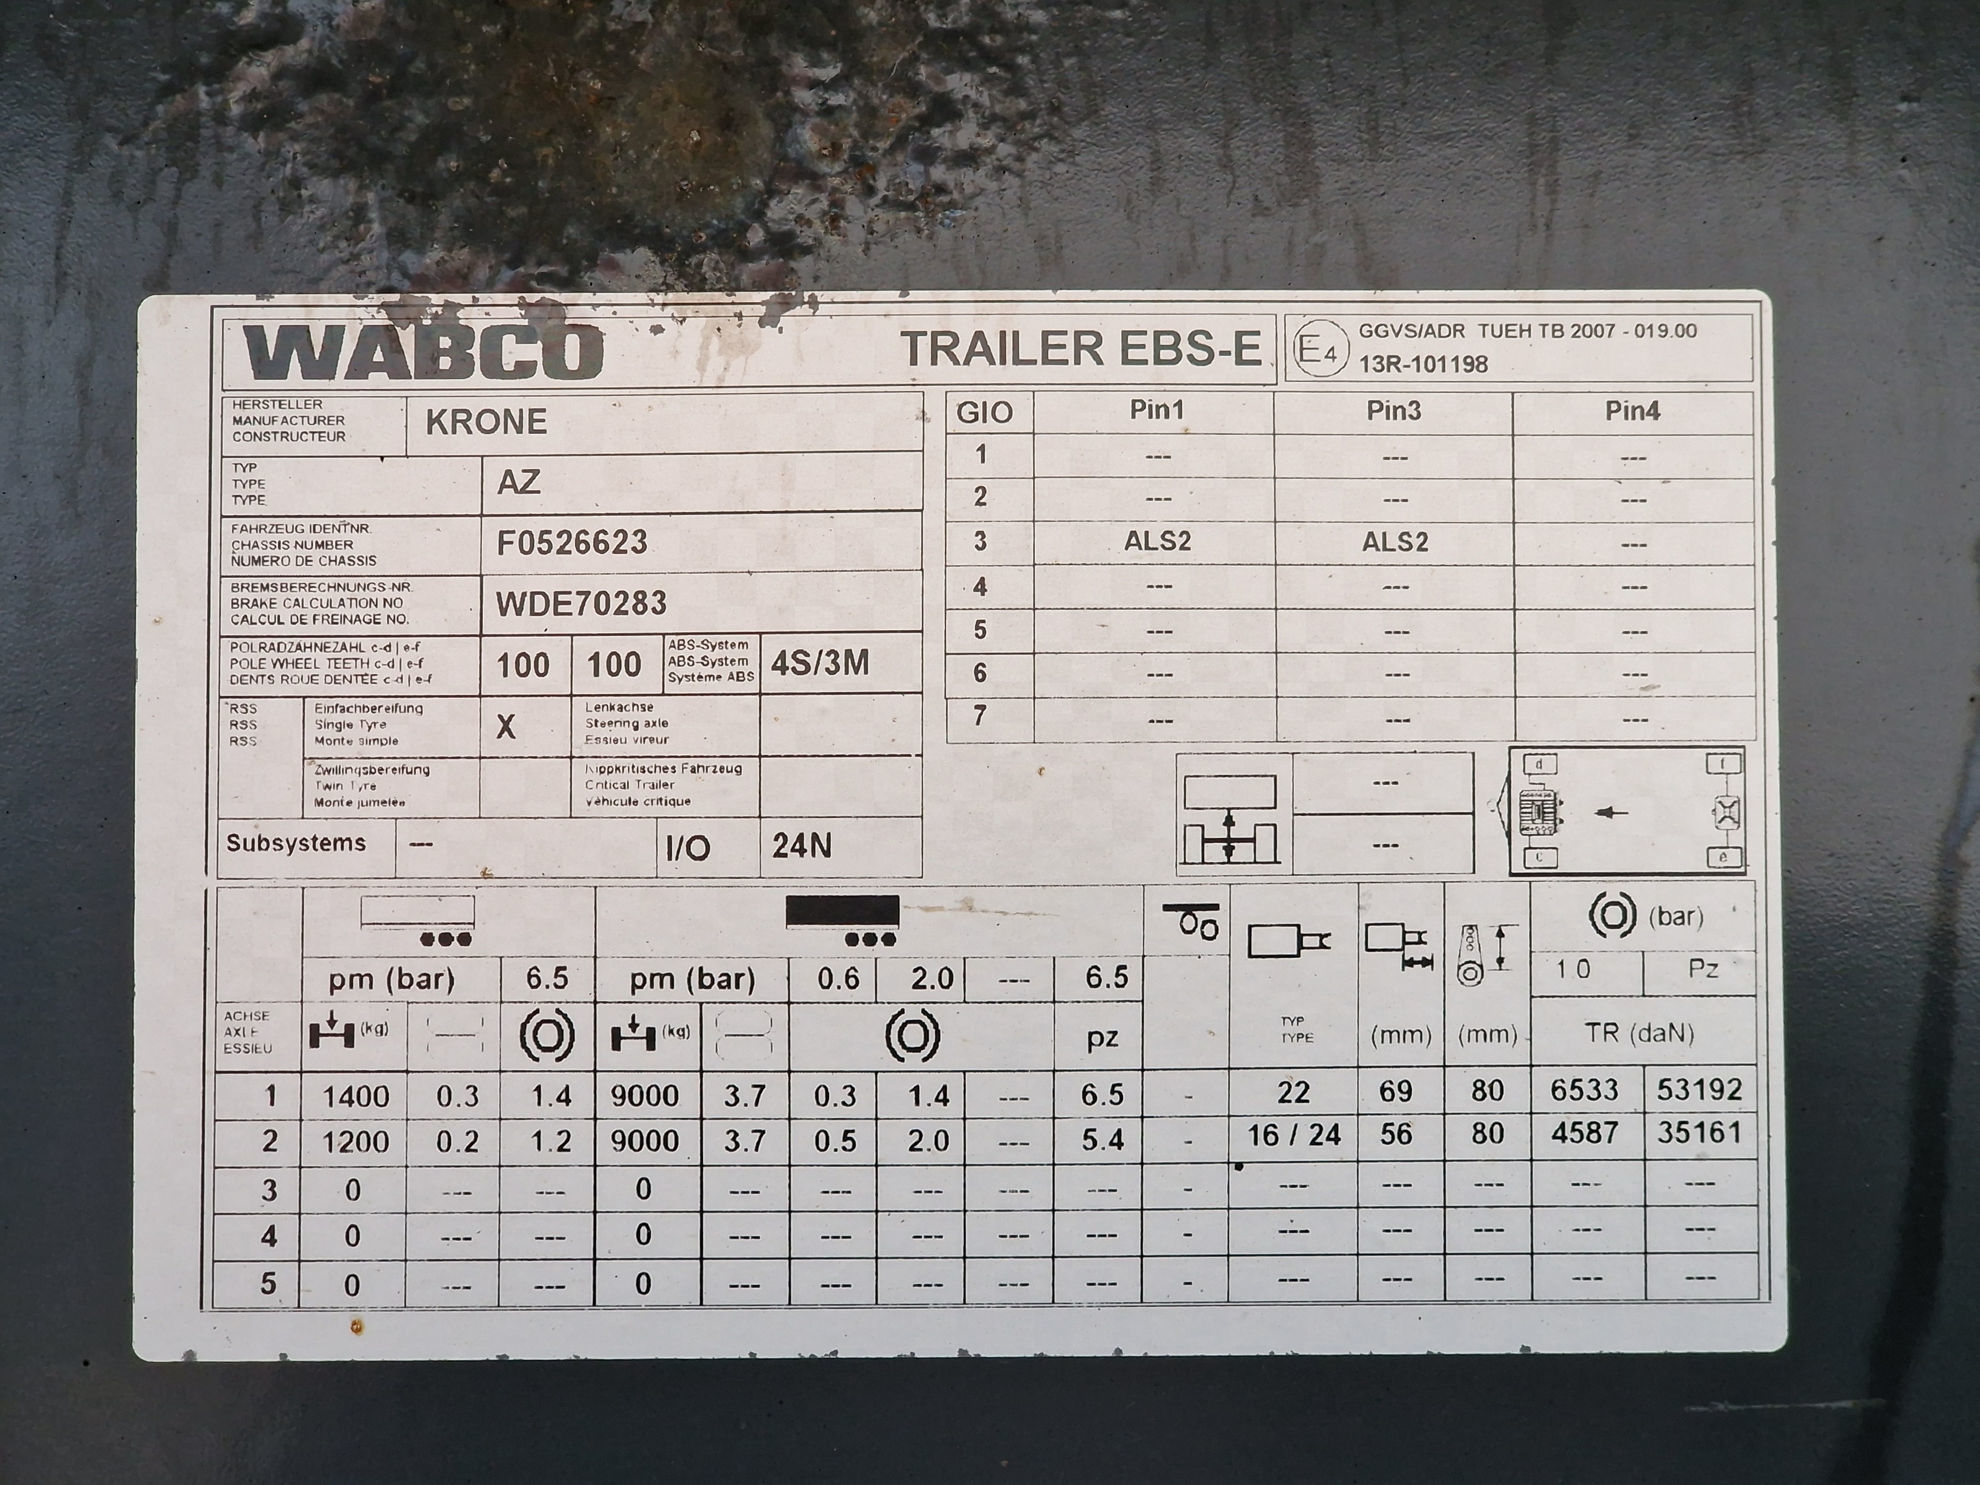 WABCO TRAILER EBS-E
E4 GGVS/ADR TUEH TB 2007 - 019.00
13R-101198
HERSTELLER
MANUFACTURER
CONSTRUCTEUR
KRONE
TYP
TYPE
TYPE
AZ
FAHRZEUG IDENTNR.
CHASSIS NUMBER
NUMERO DE CHASSIS
F0526623
BREMSBERECHNUNGS-NR.
BRAKE CALCULATION NO
CALCUL DE FREINAGE NO.
WDE70283
POLRADZÄHNEZAHL c-d | e-f
POLE WHEEL TEETH c-d | e-f
DENTS ROUE DENTÉE c-d | e-f
100 100
ABS-System
ABS-System
Système ABS
4S/3M
RSS
RSS
RSS
Einfachbereifung
Single Tyre
Monte simple
X
Lenkachse
Steering axle
Essieu vireur
Zwillingsbereifung
Twin Tyre
Monte jumelée
Kippkritisches Fahrzeug
Critical Trailer
Véhicule critique
Subsystems --- I/O 24N
GIO Pin1 Pin3 Pin4
1 --- --- ---
2 --- --- ---
3 ALS2 ALS2 ---
4 --- --- ---
5 --- --- ---
6 --- --- ---
7 --- --- ---
---
---
d f
c e
(bar)
pm (bar) 6.5 pm (bar) 0.6 2.0 --- 6.5 1.0 Pz
ACHSE
AXLE
ESSIEU
(kg) (kg) pz
TYP
TYPE
(mm) (mm) TR (daN)
1 1400 0.3 1.4 9000 3.7 0.3 1.4 --- 6.5 - 22 69 80 6533 53192
2 1200 0.2 1.2 9000 3.7 0.5 2.0 --- 5.4 - 16 / 24 56 80 4587 35161
3 0 --- --- 0 --- --- --- --- --- - --- --- --- --- ---
4 0 --- --- 0 --- --- --- --- --- - --- --- --- --- ---
5 0 --- --- 0 --- --- --- --- --- - --- --- --- --- ---